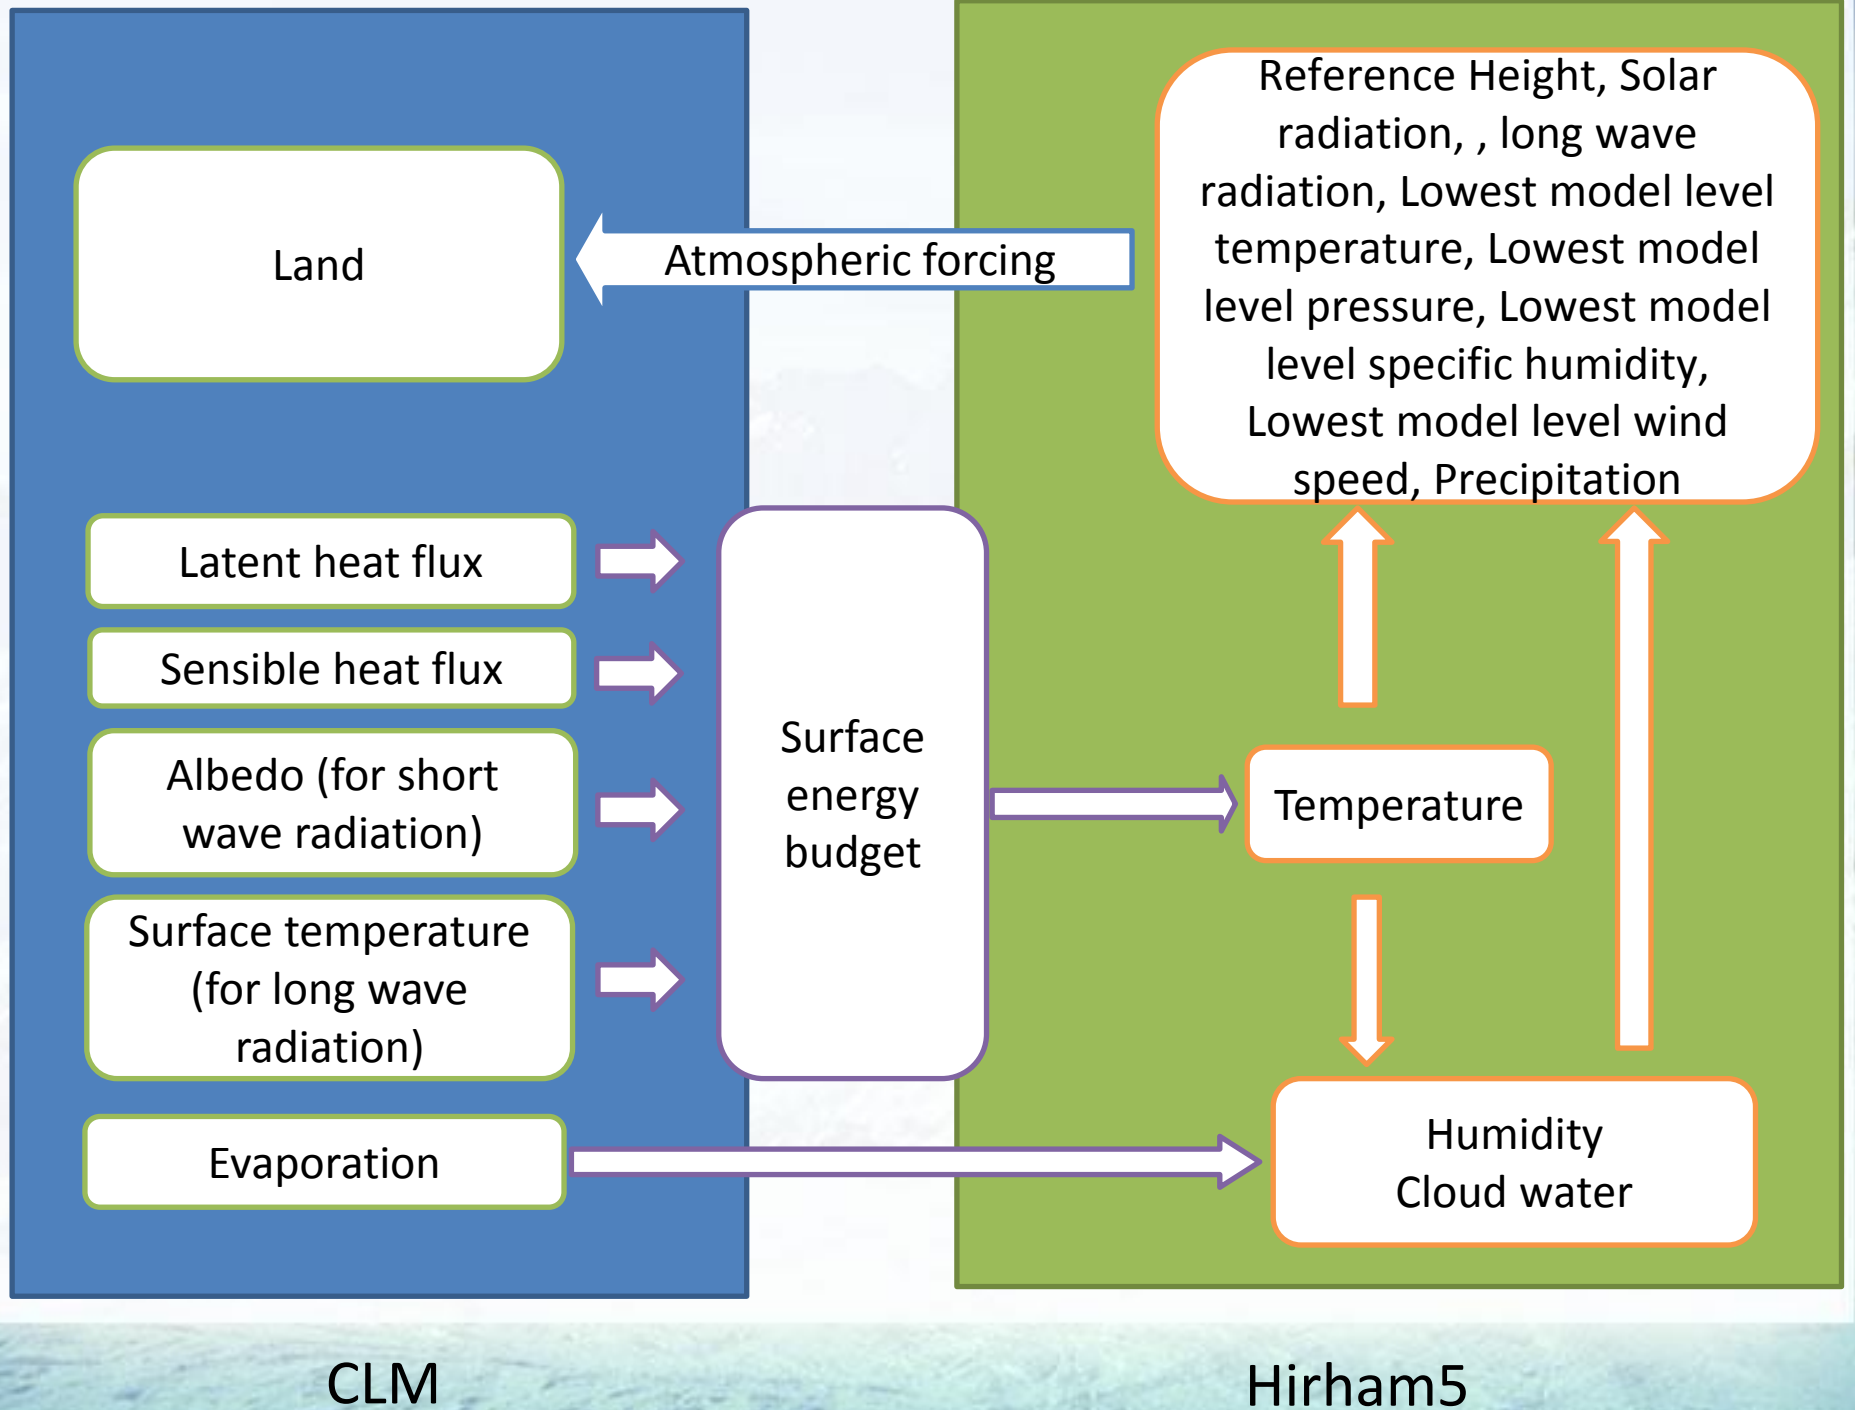 Land
Atmospheric forcing
Reference Height, Solar
radiation, , long wave
radiation, Lowest model level
temperature, Lowest model
level pressure, Lowest model
level specific humidity,
Lowest model level wind
speed, Precipitation
Latent heat flux
Sensible heat flux
Albedo (for short
wave radiation)
Surface temperature
(for long wave
radiation)
Evaporation
Surface
energy
budget
Temperature
Humidity
Cloud water
CLM
Hirham5